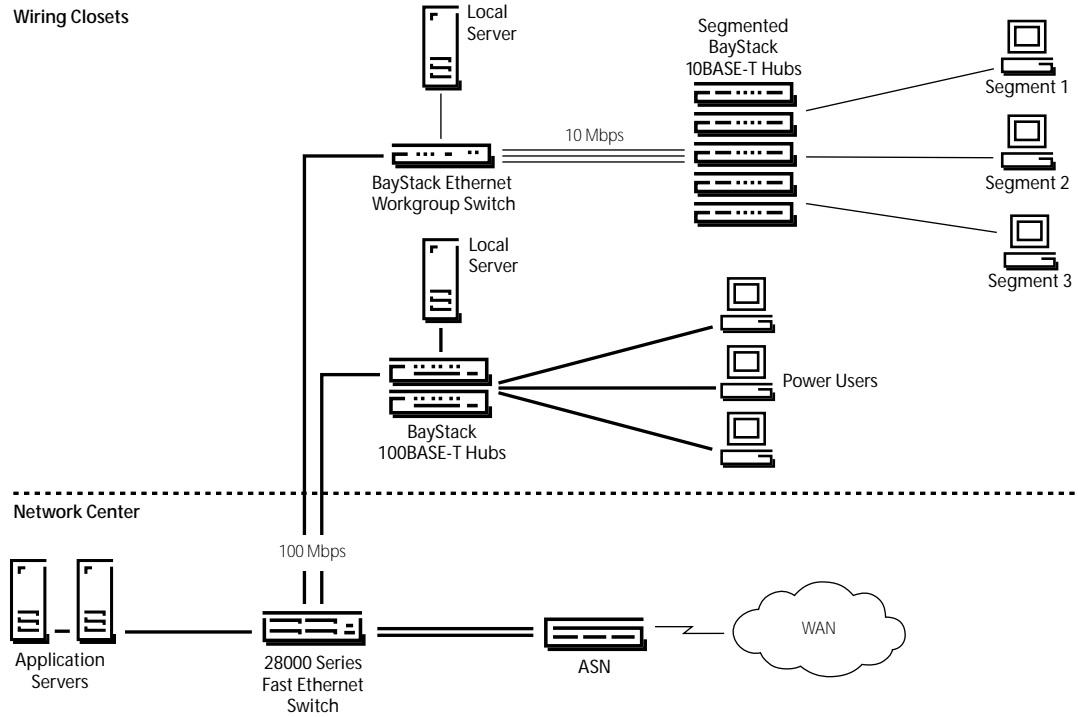 Wiring Closets
Local
Server
Segmented
BayStack
10BASE-T Hubs
Segment 1
10 Mbps
BayStack Ethernet
Workgroup Switch
Segment 2
Local
Server
Segment 3
Power Users
BayStack
100BASE-T Hubs
Network Center
100 Mbps
WAN
Application
Servers
28000 Series
Fast Ethernet
Switch
ASN